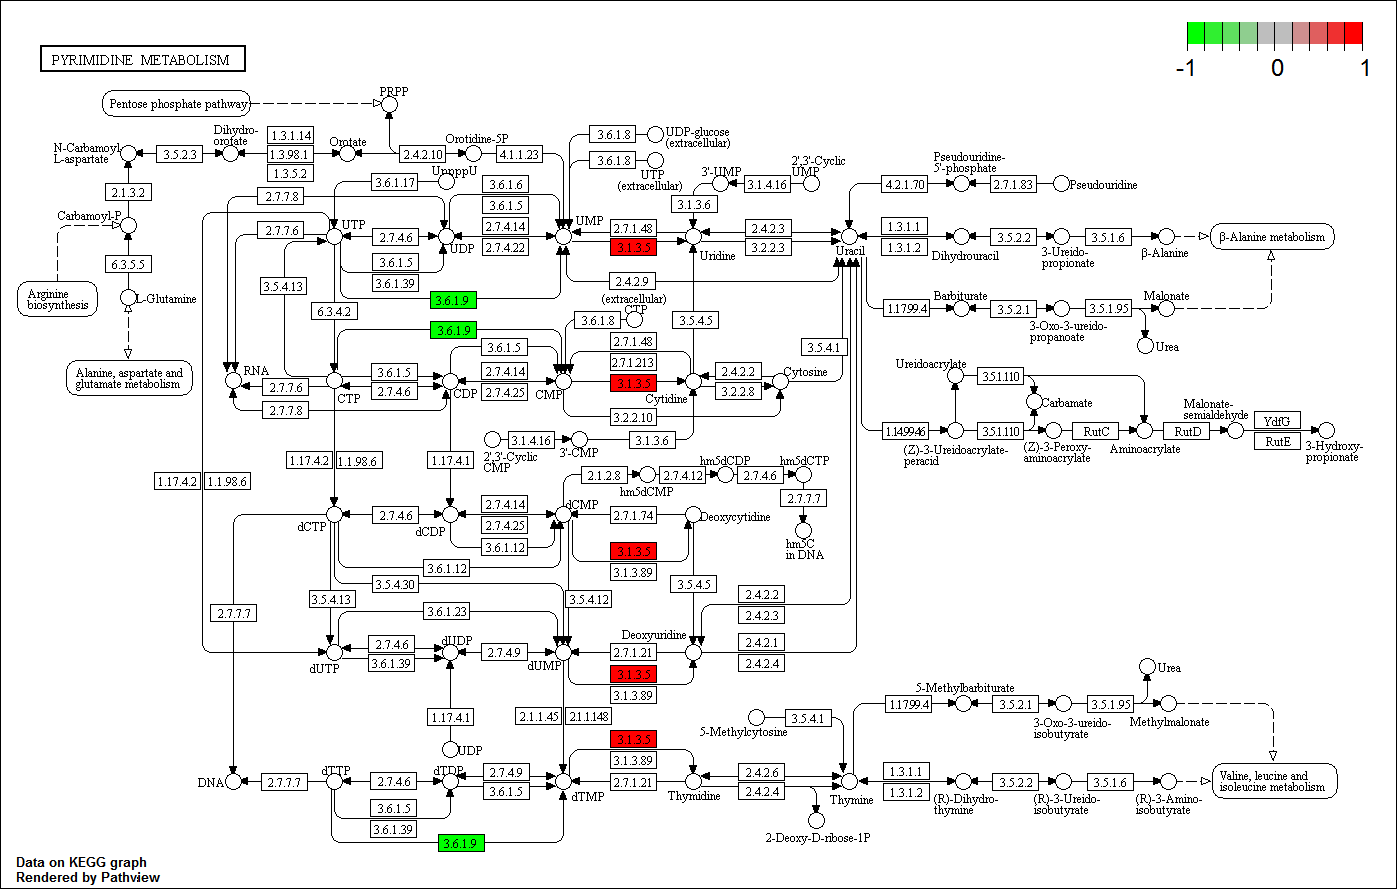 PYRIMIDINE METABOLISM
-1
0
1
Pentose phosphate pathway
PRPP
N-Carbamoyl-
L-aspartate
3.5.2.3
Dihydro-
orotate
1.3.1.14
1.3.98.1
1.3.5.2
Orotate
2.4.2.10
Orotidine-5P
4.1.1.23
3.6.1.8
UDP-glucose
(extracellular)
3.6.1.8
UTP
(extracellular)
3'-UMP
3.1.4.16
2',3'-Cyclic
UMP
3.1.3.6
Pseudouridine-
5'-phosphate
4.2.1.70
2.7.1.83
Pseudouridine
2.1.3.2
Carbamoyl-P
6.3.5.5
L-Glutamine
Arginine
biosynthesis
Alanine, aspartate and
glutamate metabolism
UppppU
3.6.1.17
2.7.7.8
2.7.7.6
UTP
2.7.4.6
3.6.1.5
3.6.1.39
UDP
3.6.1.6
3.6.1.5
2.7.4.14
2.7.4.22
UMP
2.7.1.48
3.1.3.5
Uridine
2.4.2.3
3.2.2.3
Uracil
1.3.1.1
1.3.1.2
Dihydrouracil
3.5.2.2
3-Ureido-
propionate
3.5.1.6
β-Alanine
β-Alanine metabolism
2.4.2.9
(extracellular)
CTP
3.6.1.8
3.5.4.13
6.3.4.2
3.6.1.9
3.6.1.9
3.5.4.5
3.5.4.1
1.17.99.4
Barbiturate
3.5.2.1
3-Oxo-3-ureido-
propanoate
3.5.1.95
Malonate
Urea
RNA
2.7.7.6
2.7.7.8
CTP
3.6.1.5
2.7.4.6
CDP
3.6.1.5
2.7.4.14
2.7.4.25
CMP
2.7.1.48
2.7.1.213
3.1.3.5
Cytidine
2.4.2.2
3.2.2.8
Cytosine
3.2.2.10
Ureidoacrylate
3.5.1.110
Carbamate
1.14.99.46
(Z)-3-Ureidoacrylate-
peracid
3.5.1.110
(Z)-3-Peroxy-
aminoacrylate
RutC
Aminoacrylate
RutD
Malonate-
semialdehyde
YdfG
RutE
3-Hydroxy-
propionate
2',3'-Cyclic
CMP
3.1.4.16
3'-CMP
3.1.3.6
1.17.4.2
1.1.98.6
1.17.4.1
1.17.4.2
1.1.98.6
2.1.2.8
hm5dCMP
2.7.4.12
hm5dCDP
2.7.4.6
hm5dCTP
2.7.7.7
hm5C
in DNA
dCTP
2.7.4.6
dCDP
2.7.4.14
2.7.4.25
3.6.1.12
dCMP
2.7.1.74
Deoxycytidine
3.1.3.5
3.1.3.89
3.6.1.12
3.5.4.30
3.5.4.13
3.5.4.12
3.5.4.5
2.7.7.7
3.6.1.23
dUTP
2.7.4.6
3.6.1.39
dUDP
2.7.4.9
dUMP
Deoxyuridine
2.7.1.21
3.1.3.5
3.1.3.89
2.4.2.2
2.4.2.3
2.4.2.1
2.4.2.4
1.17.4.1
UDP
2.1.1.45
2.1.1.148
5-Methylcytosine
3.5.4.1
1.17.99.4
5-Methylbarbiturate
3.5.2.1
3-Oxo-3-ureido-
isobutyrate
3.5.1.95
Urea
Methylmalonate
DNA
2.7.7.7
dTTP
2.7.4.6
3.6.1.5
3.6.1.39
dTDP
2.7.4.9
3.6.1.5
dTMP
3.1.3.5
3.1.3.89
2.7.1.21
Thymidine
2.4.2.6
2.4.2.4
2-Deoxy-D-ribose-1P
Thymine
1.3.1.1
1.3.1.2
(R)-Dihydro-
thymine
3.5.2.2
(R)-3-Ureido-
isobutyrate
3.5.1.6
(R)-3-Amino-
isobutyrate
Valine, leucine and
isoleucine metabolism
3.6.1.9
Data on KEGG graph
Rendered by Pathview